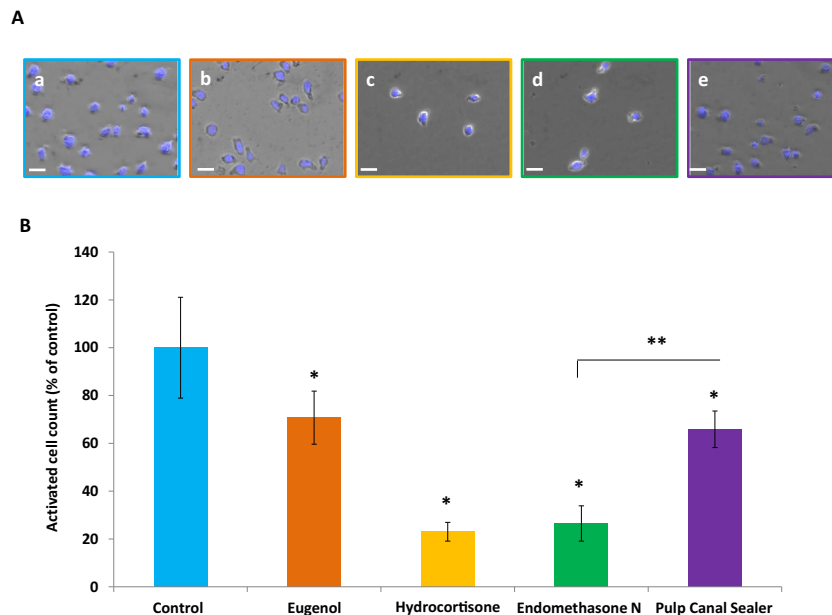 A
a b c d e
B
Activated cell count (% of control)
140
120
100
80
60
40
20
0
*
*
*
**
*
Control Eugenol Hydrocortisone Endomethasone N Pulp Canal Sealer